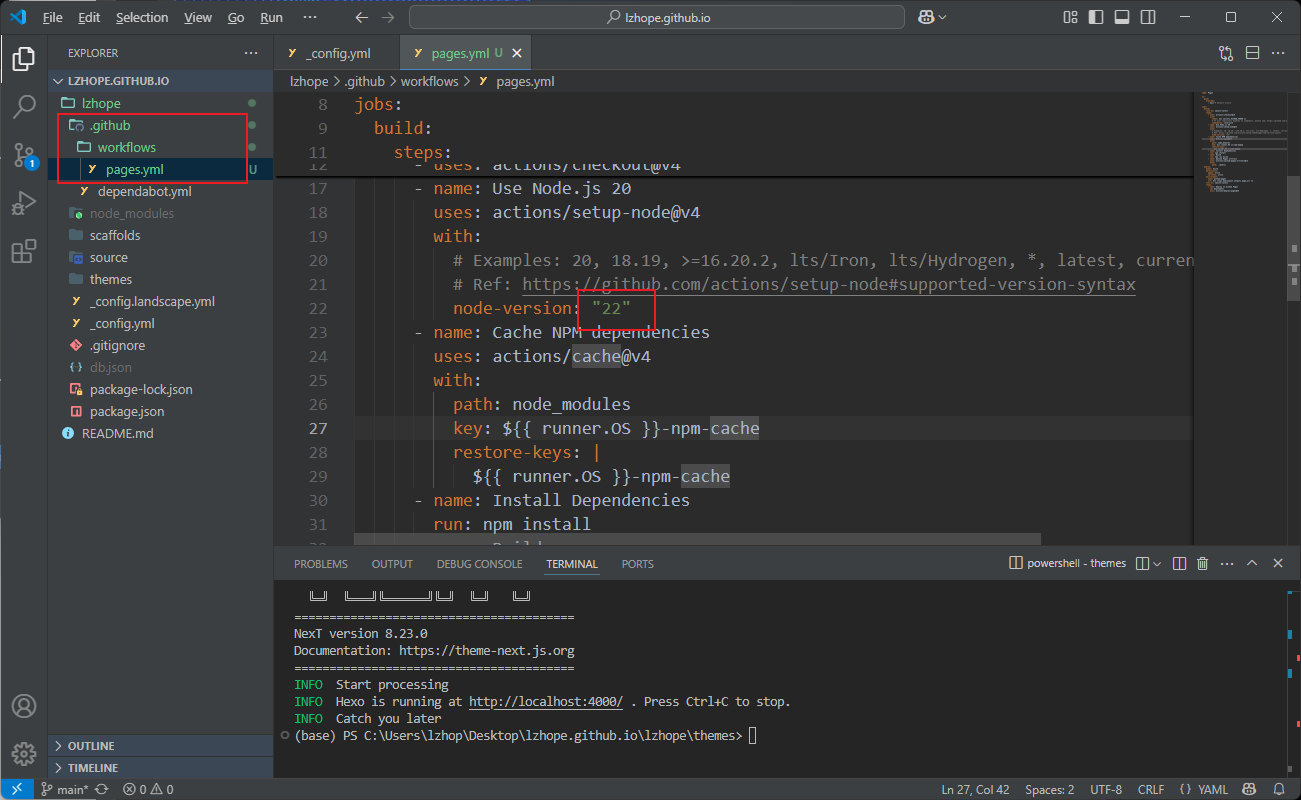 File Edit Selection View Go Run ··· lzhope.github.io
EXPLORER ···
LZHOPE.GITHUB.IO
lzhope
.github
workflows
pages.yml U
dependabot.yml
node_modules
scaffolds
source
themes
_config.landscape.yml
_config.yml
.gitignore
db.json
package-lock.json
package.json
README.md
OUTLINE
TIMELINE
_config.yml pages.yml U
lzhope > .github > workflows > pages.yml
8 jobs:
9 build:
11 steps:
12 - uses: actions/checkout@v4
17 - name: Use Node.js 20
18 uses: actions/setup-node@v4
19 with:
20 # Examples: 20, 18.19, >=16.20.2, lts/Iron, lts/Hydrogen, *, latest, curren
21 # Ref: https://github.com/actions/setup-node#supported-version-syntax
22 node-version: "22"
23 - name: Cache NPM dependencies
24 uses: actions/cache@v4
25 with:
26 path: node_modules
27 key: ${{ runner.OS }}-npm-cache
28 restore-keys: |
29 ${{ runner.OS }}-npm-cache
30 - name: Install Dependencies
31 run: npm install
PROBLEMS OUTPUT DEBUG CONSOLE TERMINAL PORTS powershell - themes
========================================
NexT version 8.23.0
Documentation: https://theme-next.js.org
========================================
INFO Start processing
INFO Hexo is running at http://localhost:4000/ . Press Ctrl+C to stop.
INFO Catch you later
(base) PS C:\Users\lzhop\Desktop\lzhope.github.io\lzhope\themes>
1
main* 0 0 Ln 27, Col 42 Spaces: 2 UTF-8 CRLF {} YAML